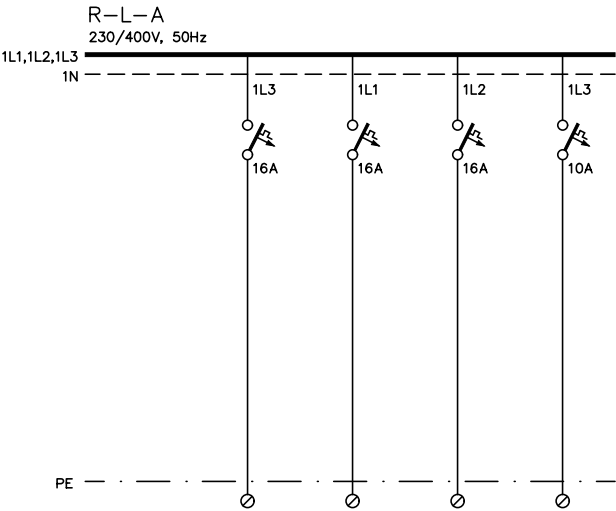 R-L-A
230/400V, 50Hz
1L1,1L2,1L3
1N
1L3 1L1 1L2 1L3
16A 16A 16A 10A
PE